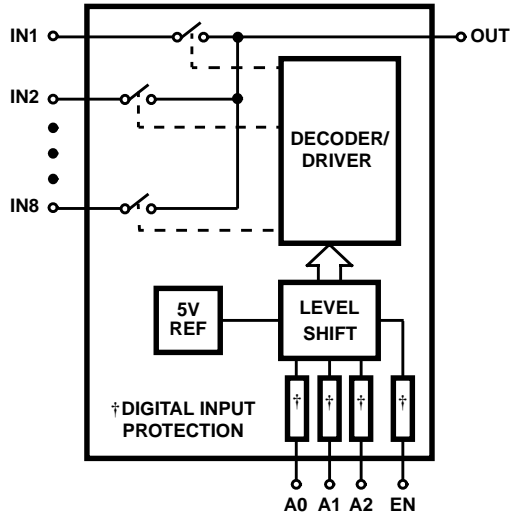 IN1
OUT
IN2
DECODER/
DRIVER
IN8
5V
REF
LEVEL
SHIFT
† † † †
†DIGITAL INPUT
PROTECTION
A0 A1 A2 EN